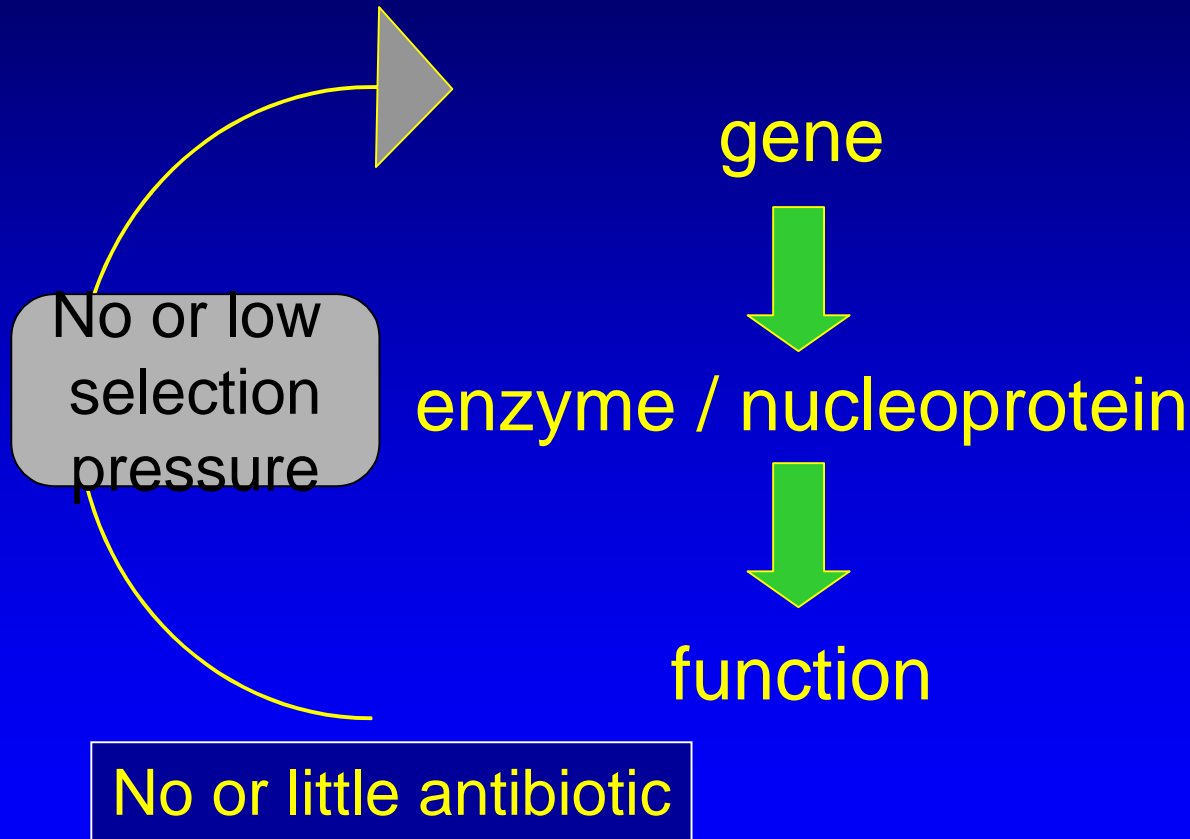 gene
No or low
selection
pressure
enzyme / nucleoprotein
function
No or little antibiotic